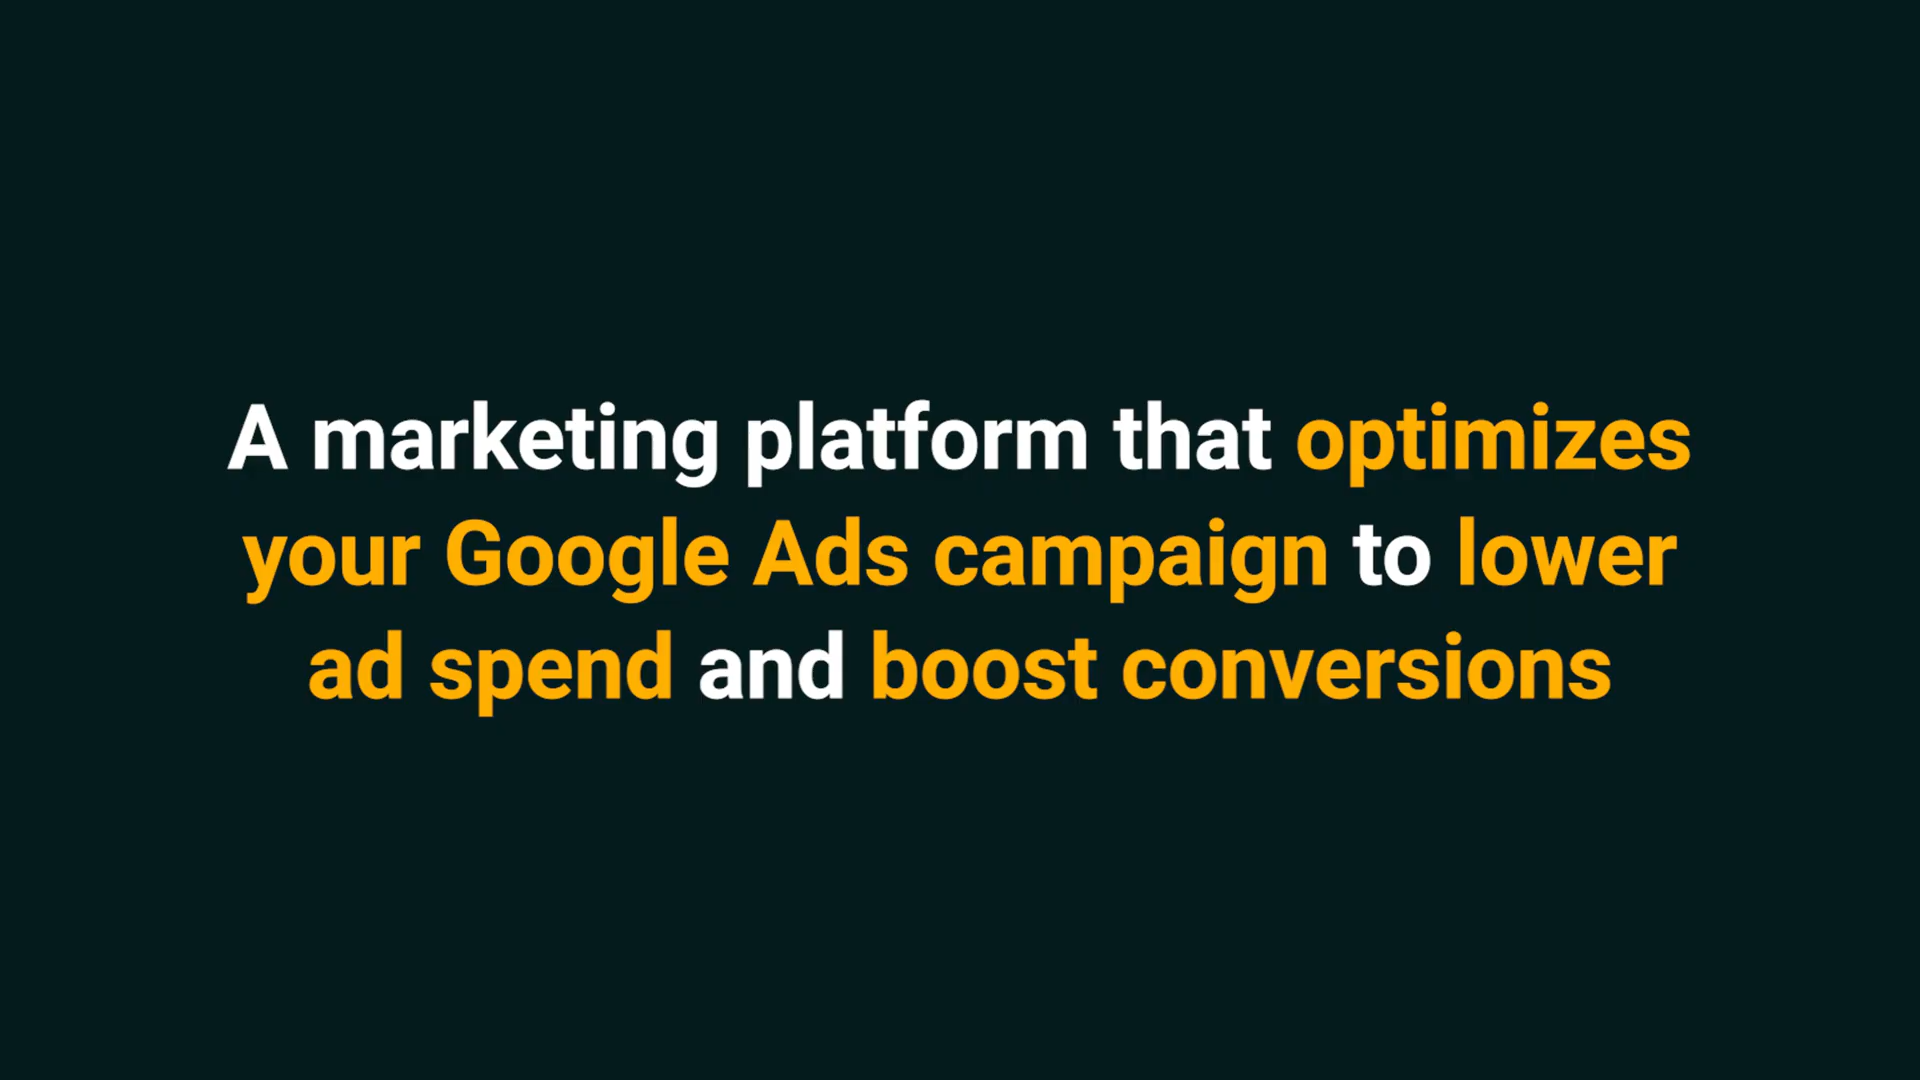 A marketing platform that optimizes
your Google Ads campaign to lower
ad spend and boost conversions